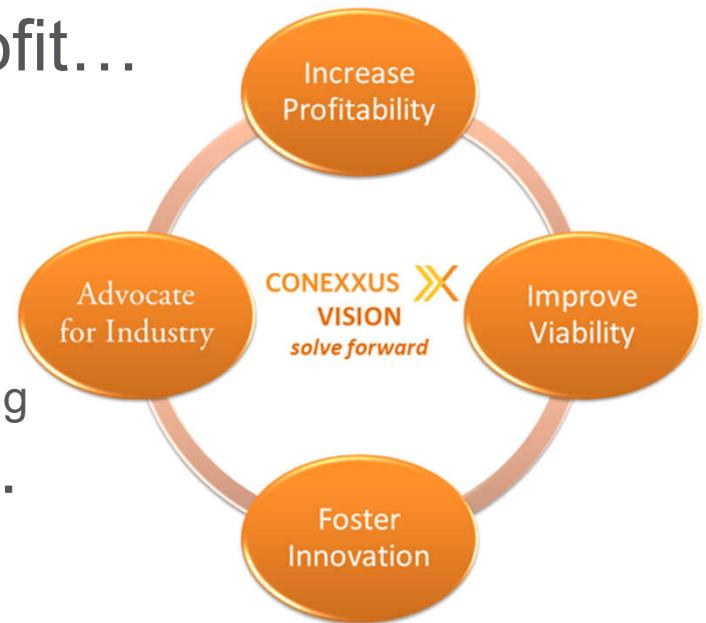 ofit…
Increase
Profitability
Advocate
for Industry
CONEXXUS
VISION
solve forward
Improve
Viability
g
.
Foster
Innovation